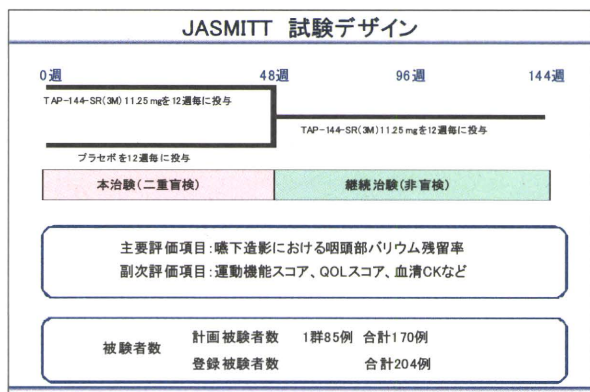 JASMITT 試験デザイン
0週 48週 96週 144週
TAP-144-SR(3M)11.25mgを12週毎に投与
TAP-144-SR(3M)11.25mgを12週毎に投与
プラセボを12週毎に投与
本治験(二重盲検) 継続治験(非盲検)
主要評価項目:嚥下造影における咽頭部バリウム残留率
副次評価項目:運動機能スコア、QOLスコア、血清CKなど
被験者数
計画被験者数 1群85例 合計170例
登録被験者数 合計204例